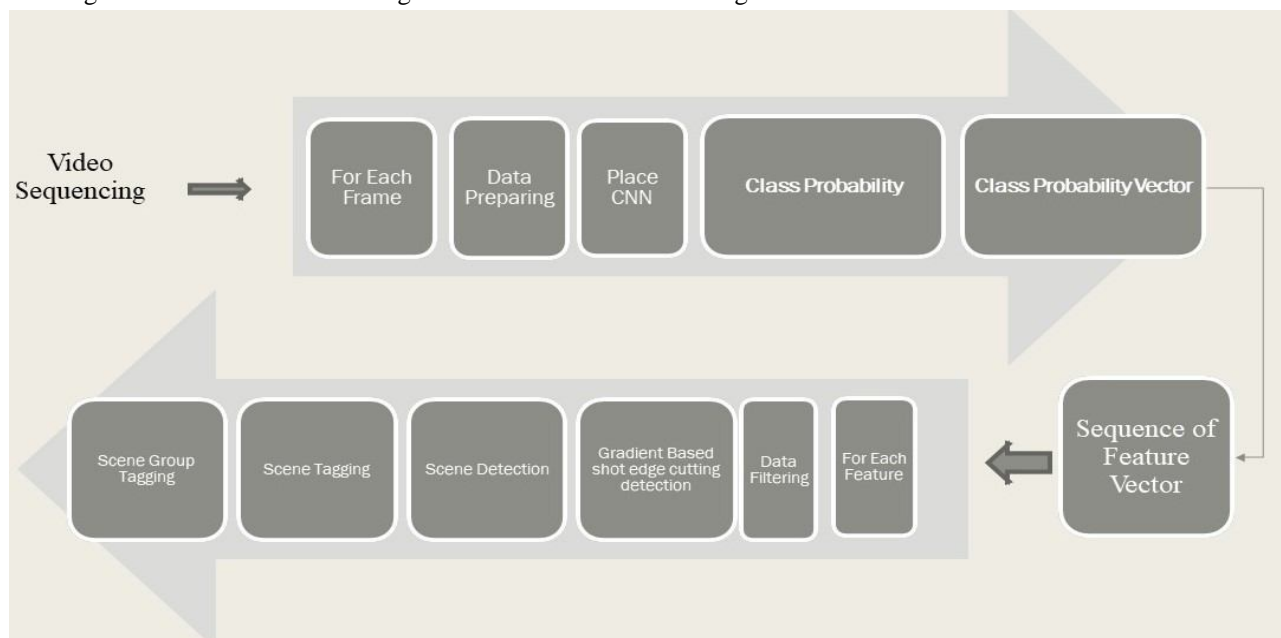 Video
Sequencing
For Each
Frame
Data
Preparing
Place
CNN
Class Probability
Class Probability Vector
Sequence of
Feature
Vector
For Each
Feature
Data
Filtering
Gradient Based
shot edge cutting
detection
Scene Detection
Scene Tagging
Scene Group
Tagging